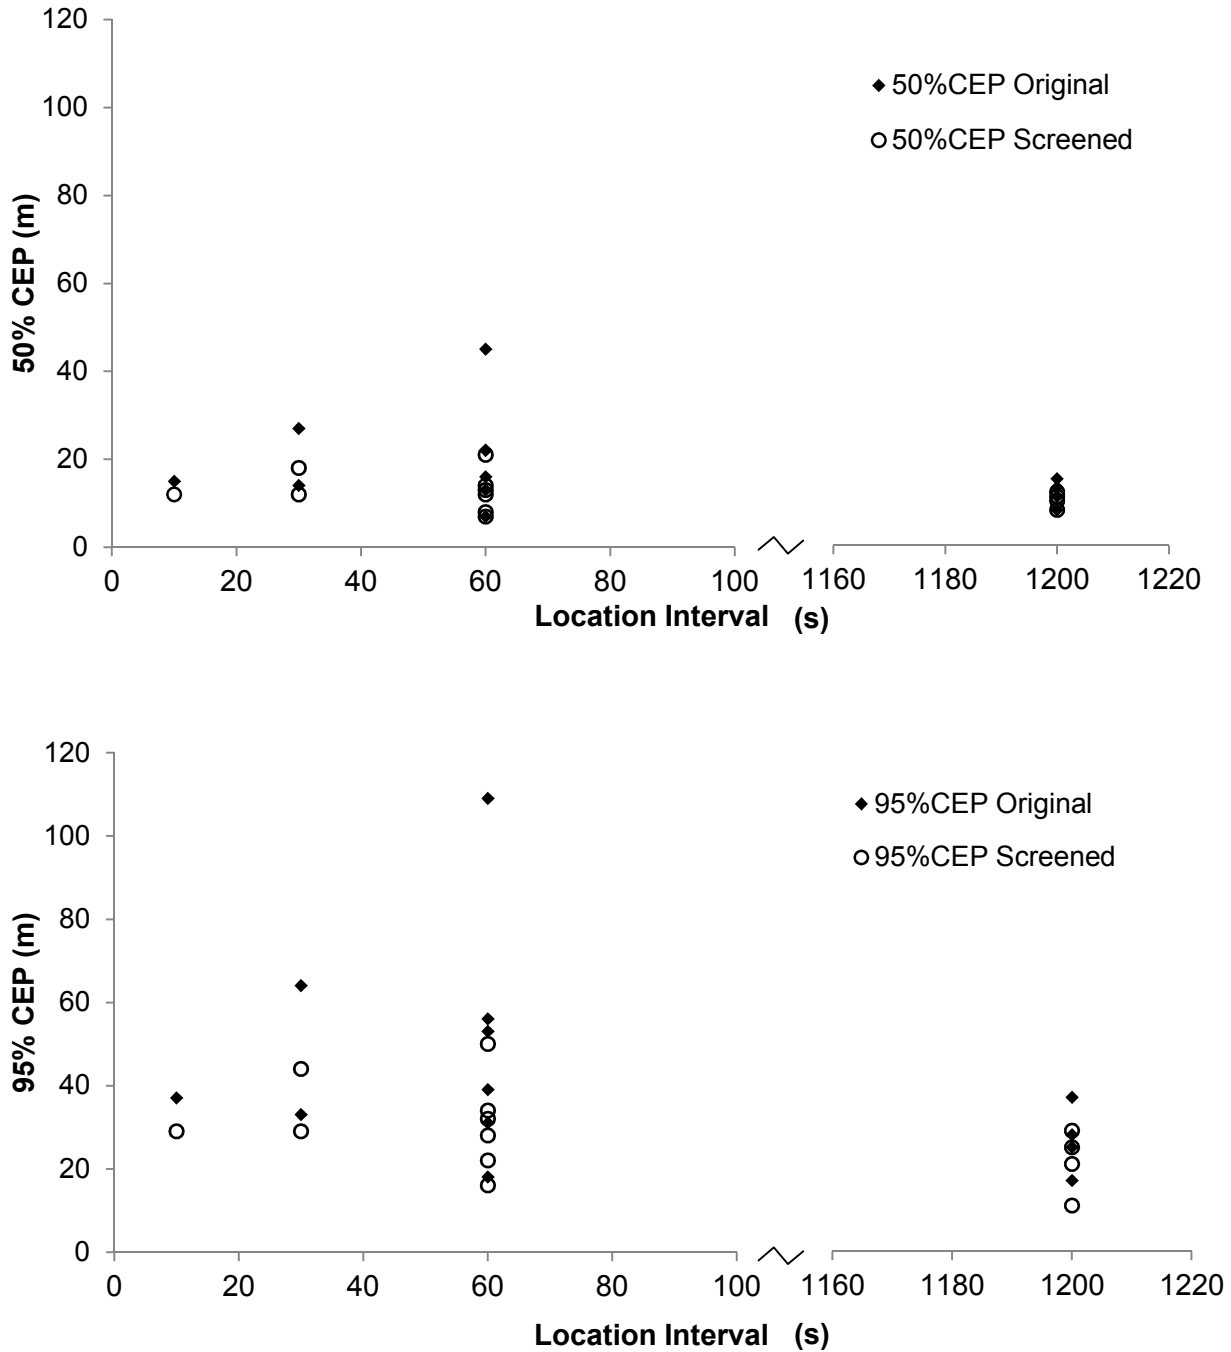 120
100
80
60
40
20
0
50% CEP (m)
50%CEP Original
50%CEP Screened
0 20 40 60 80 100 1160 1180 1200 1220
Location Interval (s)
120
100
80
60
40
20
0
95% CEP (m)
95%CEP Original
95%CEP Screened
0 20 40 60 80 100 1160 1180 1200 1220
Location Interval (s)